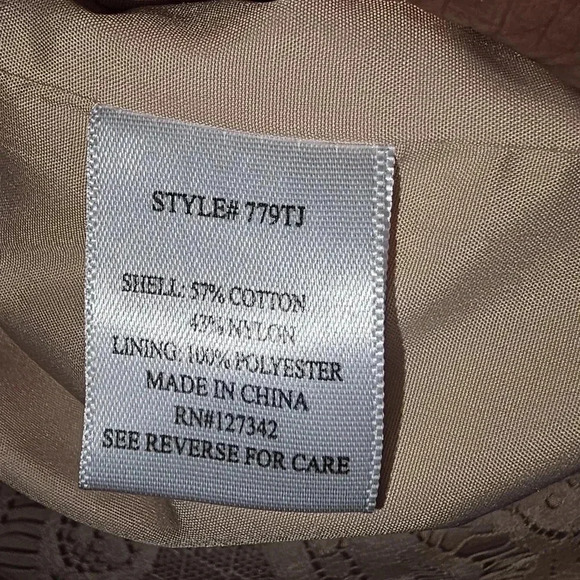 STYLE# 779TJ
SHELL: 57% COTTON
43% NYLON
LINING: 100% POLYESTER
MADE IN CHINA
RN#127342
SEE REVERSE FOR CARE